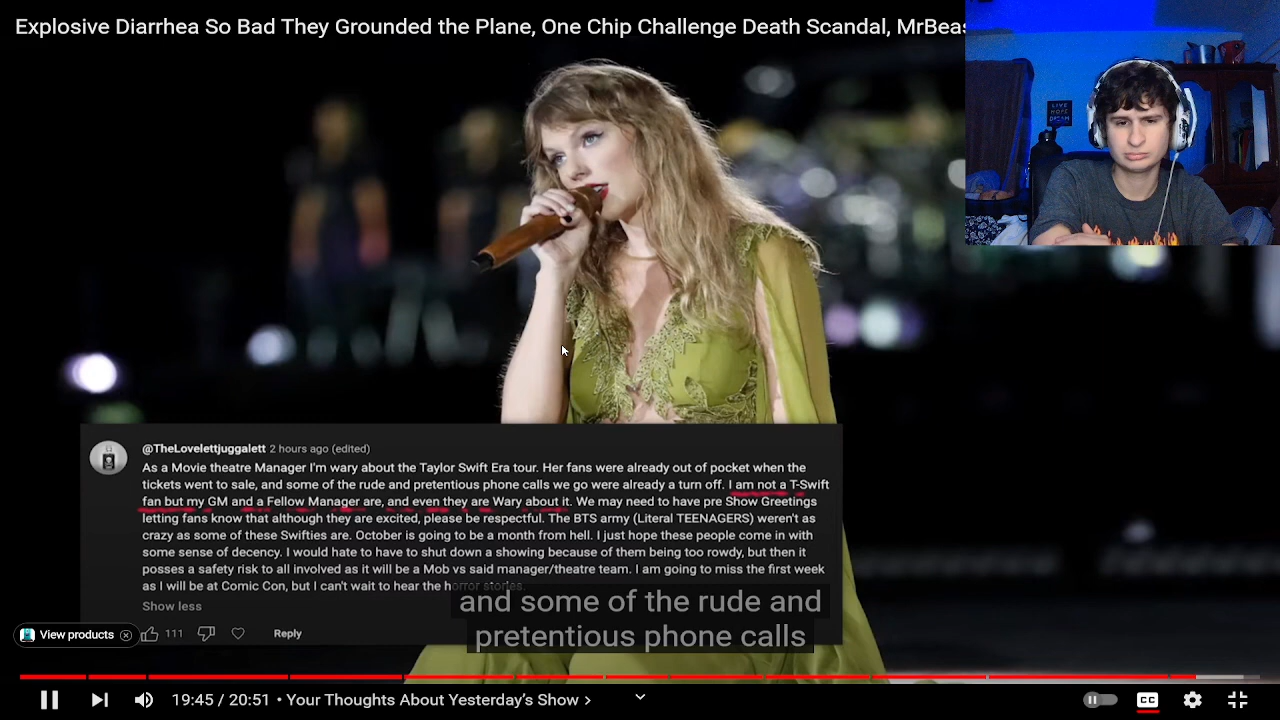 Explosive Diarrhea So Bad They Grounded the Plane, One Chip Challenge Death Scandal, MrBeas
LIVE
HOPE
DREAM
@TheLovelettjuggalett 2 hours ago (edited)
As a Movie theatre Manager I'm wary about the Taylor Swift Era tour. Her fans were already out of pocket when the
tickets went to sale, and some of the rude and pretentious phone calls we go were already a turn off. I am not a T-Swift
fan but my GM and a Fellow Manager are, and even they are Wary about it. We may need to have pre Show Greetings
letting fans know that although they are excited, please be respectful. The BTS army (Literal TEENAGERS) weren't as
crazy as some of these Swifties are. October is going to be a month from hell. I just hope these people come in with
some sense of decency. I would hate to have to shut down a showing because of them being too rowdy, but then it
posses a safety risk to all involved as it will be a Mob vs said manager/theatre team. I am going to miss the first week
as I will be at Comic Con, but I can't wait to hear the horror stories.
Show less
and some of the rude and
pretentious phone calls
View products
111
Reply
19:45 / 20:51 • Your Thoughts About Yesterday's Show
CC